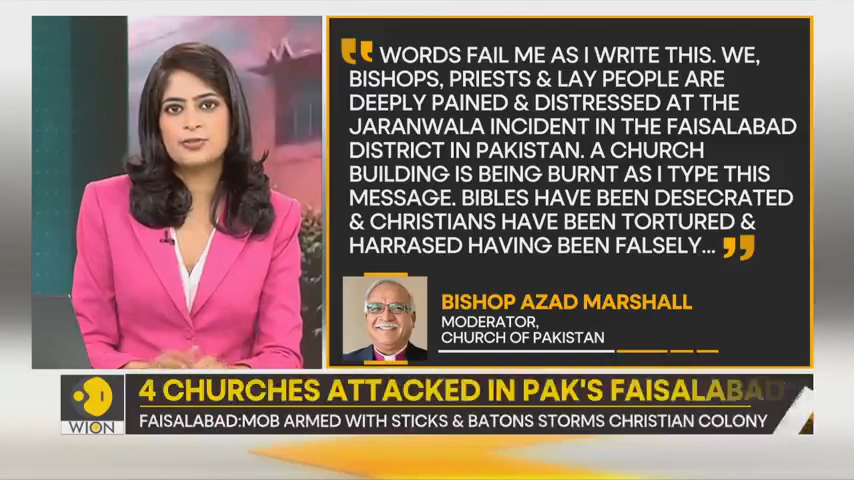 WORDS FAIL ME AS I WRITE THIS. WE,
BISHOPS, PRIESTS & LAY PEOPLE ARE
DEEPLY PAINED & DISTRESSED AT THE
JARANWALA INCIDENT IN THE FAISALABAD
DISTRICT IN PAKISTAN. A CHURCH
BUILDING IS BEING BURNT AS I TYPE THIS
MESSAGE. BIBLES HAVE BEEN DESECRATED
& CHRISTIANS HAVE BEEN TORTURED &
HARRASED HAVING BEEN FALSELY...
BISHOP AZAD MARSHALL
MODERATOR,
CHURCH OF PAKISTAN
4 CHURCHES ATTACKED IN PAK'S FAISALABAD
WION
FAISALABAD:MOB ARMED WITH STICKS & BATONS STORMS CHRISTIAN COLONY